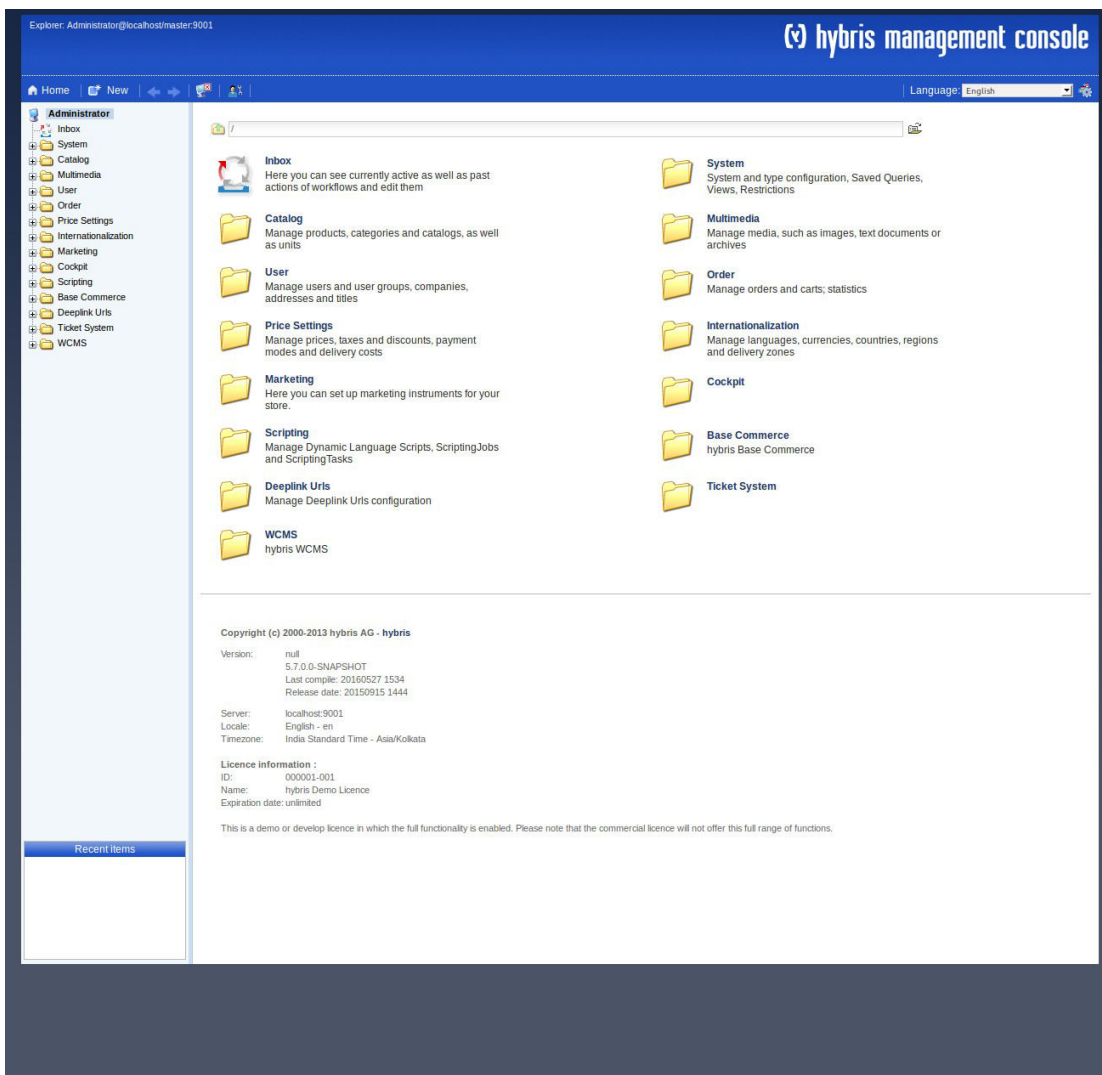 Explorer: Administrator@localhost/master:9001
(y) hybris management console
Home
New
Language: English
Administrator
Inbox
System
Catalog
Multimedia
User
Order
Price Settings
Internationalization
Marketing
Cockpit
Scripting
Base Commerce
Deeplink Urls
Ticket System
WCMS
Recent items
/
Inbox
Here you can see currently active as well as past
actions of workflows and edit them
System
System and type configuration, Saved Queries,
Views, Restrictions
Catalog
Manage products, categories and catalogs, as well
as units
Multimedia
Manage media, such as images, text documents or
archives
User
Manage users and user groups, companies,
addresses and titles
Order
Manage orders and carts; statistics
Price Settings
Manage prices, taxes and discounts, payment
modes and delivery costs
Internationalization
Manage languages, currencies, countries, regions
and delivery zones
Marketing
Here you can set up marketing instruments for your
store.
Cockpit
Scripting
Manage Dynamic Language Scripts, ScriptingJobs
and ScriptingTasks
Base Commerce
hybris Base Commerce
Deeplink Urls
Manage Deeplink Urls configuration
Ticket System
WCMS
hybris WCMS
Copyright (c) 2000-2013 hybris AG - hybris
Version: null
5.7.0.0-SNAPSHOT
Last compile: 20160527 1534
Release date: 20150915 1444
Server: localhost:9001
Locale: English - en
Timezone: India Standard Time - Asia/Kolkata
Licence information :
ID: 000001-001
Name: hybris Demo Licence
Expiration date: unlimited
This is a demo or develop licence in which the full functionality is enabled. Please note that the commercial licence will not offer this full range of functions.